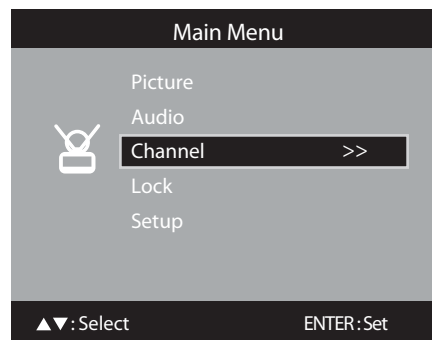 Main Menu
Picture
Audio
Channel >>
Lock
Setup
▲▼: Select ENTER: Set